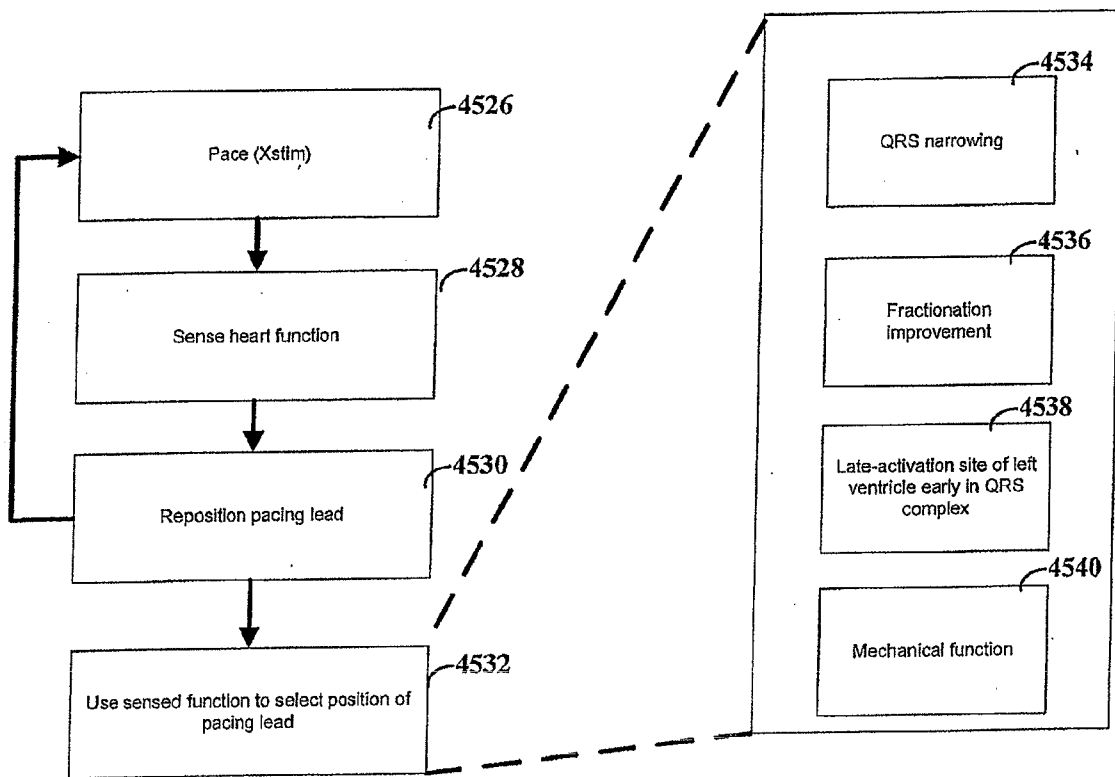 4526
Pace (Xstim)
4528
Sense heart function
4530
Reposition pacing lead
4532
Use sensed function to select position of
pacing lead
4534
QRS narrowing
4536
Fractionation
improvement
4538
Late-activation site of left
ventricle early in QRS
complex
4540
Mechanical function